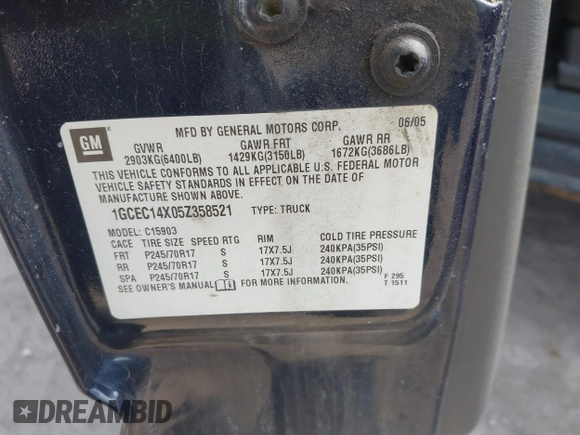 GM
MFD BY GENERAL MOTORS CORP. 06/05
GVWR GAWR FRT GAWR RR
2903KG(6400LB) 1429KG(3150LB) 1672KG(3686LB)
THIS VEHICLE CONFORMS TO ALL APPLICABLE U.S. FEDERAL MOTOR
VEHICLE SAFETY STANDARDS IN EFFECT ON THE DATE OF
MANUFACTURE SHOWN ABOVE.
1GCEC14X05Z358521 TYPE: TRUCK
MODEL: C15903
CACE TIRE SIZE SPEED RTG RIM COLD TIRE PRESSURE
FRT P245/70R17 S 17X7.5J 240KPA(35PSI)
RR P245/70R17 S 17X7.5J 240KPA(35PSI)
SPA P245/70R17 S 17X7.5J 240KPA(35PSI)
SEE OWNER'S MANUAL FOR MORE INFORMATION. F 295
T 1511
DREAMBID